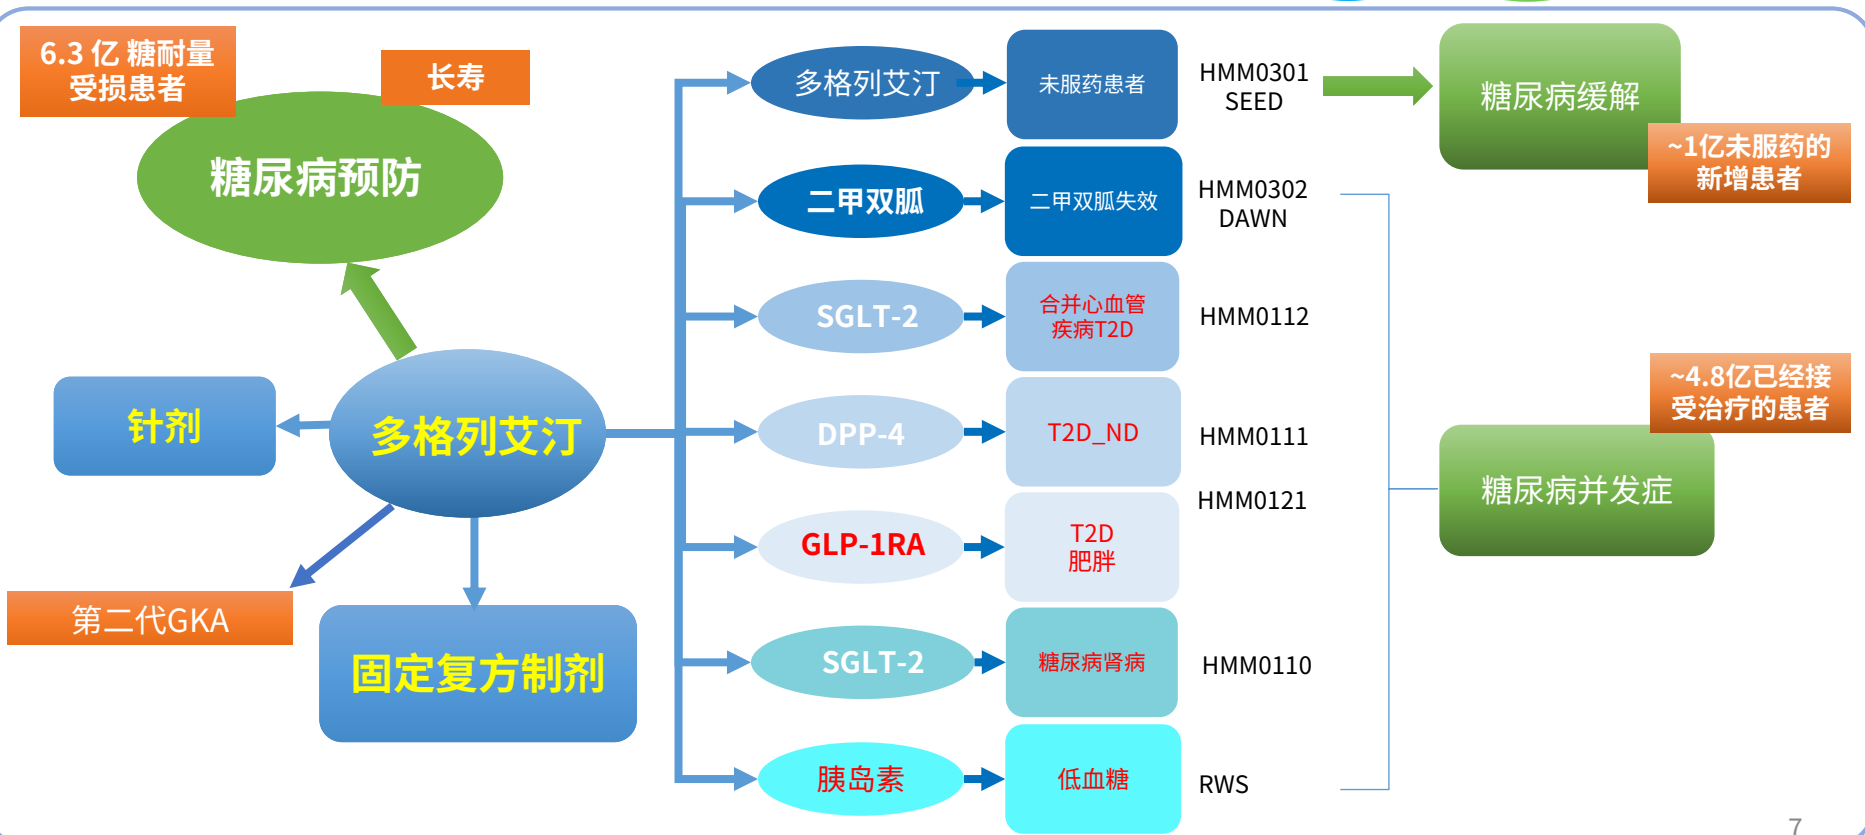 6.3 亿 糖耐量
受损患者
长寿
糖尿病预防
针剂
多格列艾汀
第二代GKA
固定复方制剂
多格列艾汀
未服药患者
HMM0301
SEED
糖尿病缓解
~1亿未服药的
新增患者
二甲双胍
二甲双胍失效
HMM0302
DAWN
SGLT-2
合并心血管
疾病T2D
HMM0112
DPP-4
T2D_ND
HMM0111
HMM0121
GLP-1RA
T2D
肥胖
SGLT-2
糖尿病肾病
HMM0110
胰岛素
低血糖
RWS
~4.8亿已经接
受治疗的患者
糖尿病并发症
7